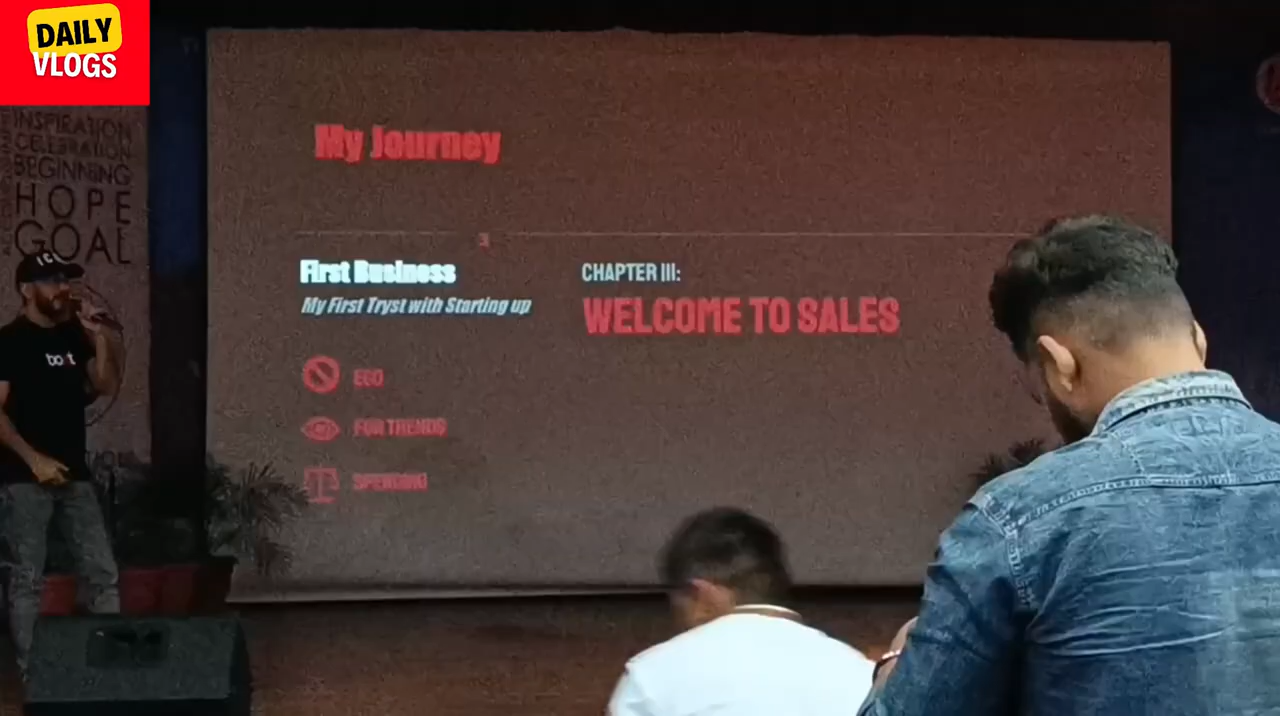 DAILY
VLOGS
INSPIRATION
CELEBRATION
BEGINNING
HOPE
GOAL
My Journey
3
First Business
My First Tryst with Starting up
EGO
FOR TRENDS
SPENDING
CHAPTER III:
WELCOME TO SALES